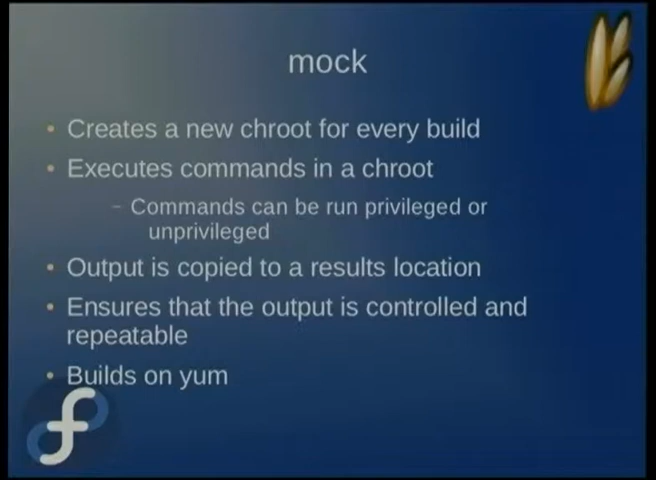 mock
• Creates a new chroot for every build
• Executes commands in a chroot
– Commands can be run privileged or
unprivileged
• Output is copied to a results location
• Ensures that the output is controlled and
repeatable
• Builds on yum